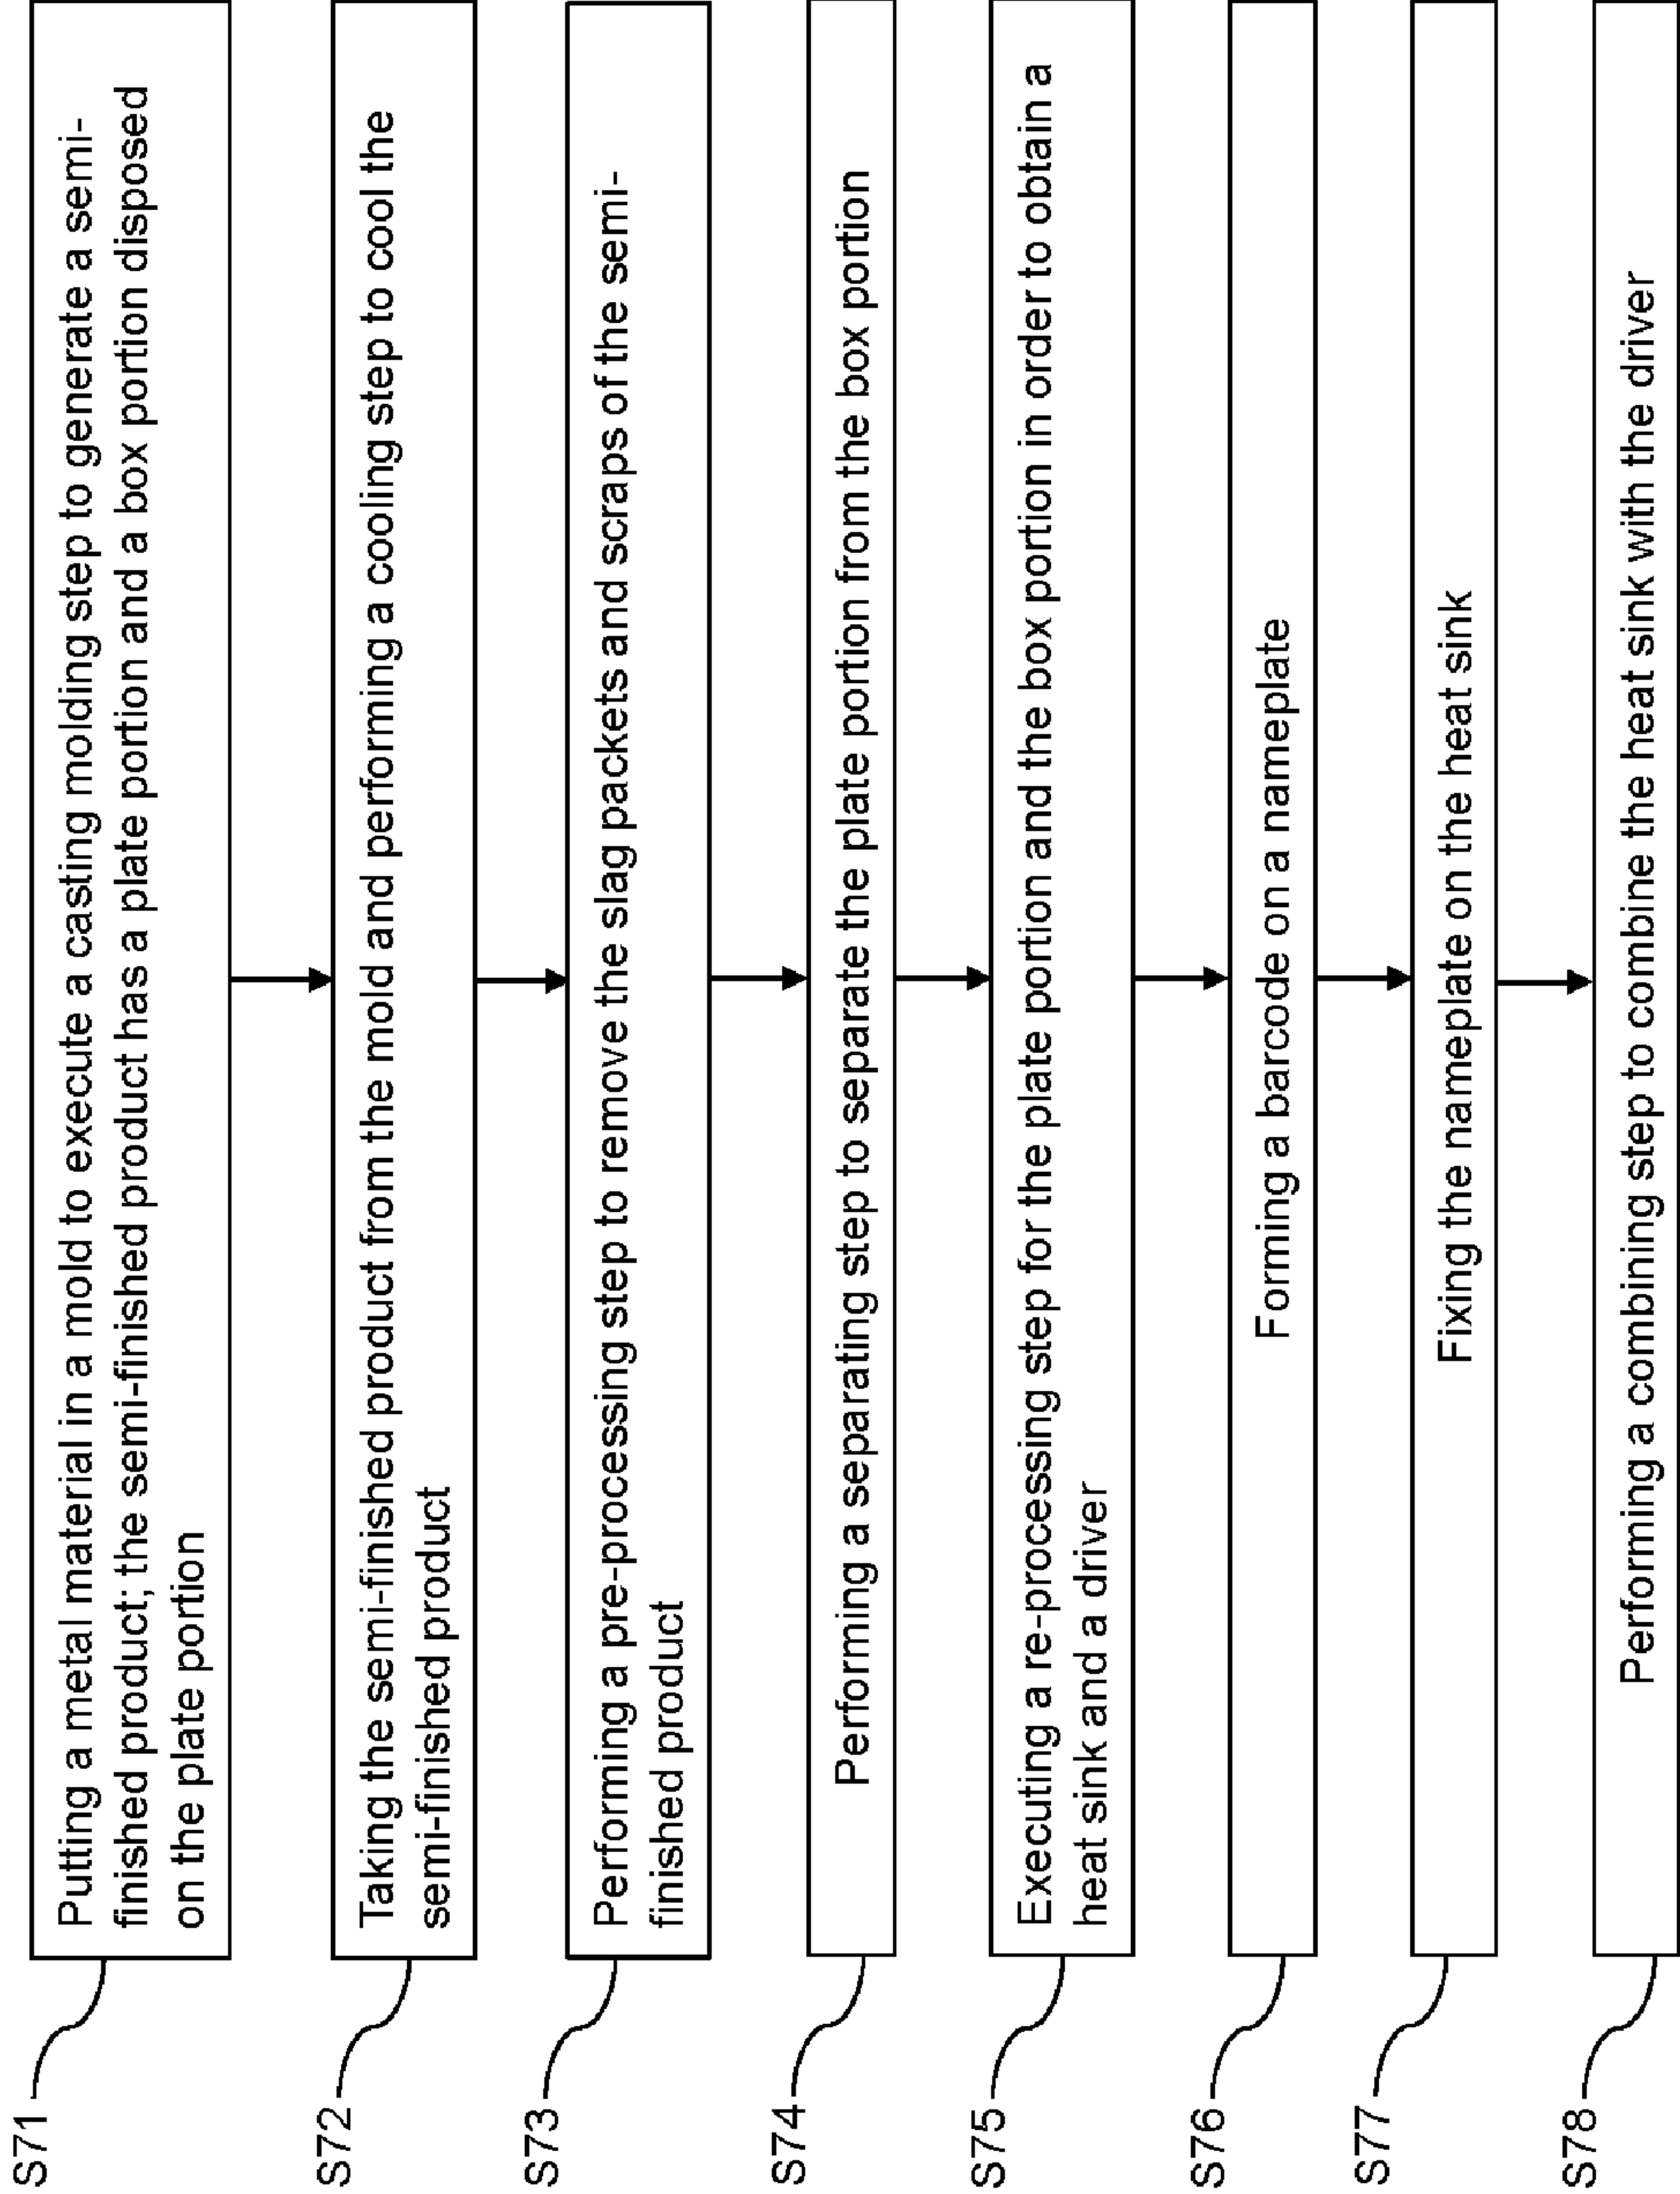 S71
Putting a metal material in a mold to execute a casting molding step to generate a semi-
finished product; the semi-finished product has a plate portion and a box portion disposed
on the plate portion
S72
Taking the semi-finished product from the mold and performing a cooling step to cool the
semi-finished product
S73
Performing a pre-processing step to remove the slag packets and scraps of the semi-
finished product
S74
Performing a separating step to separate the plate portion from the box portion
S75
Executing a re-processing step for the plate portion and the box portion in order to obtain a
heat sink and a driver
S76
Forming a barcode on a nameplate
S77
Fixing the nameplate on the heat sink
S78
Performing a combining step to combine the heat sink with the driver